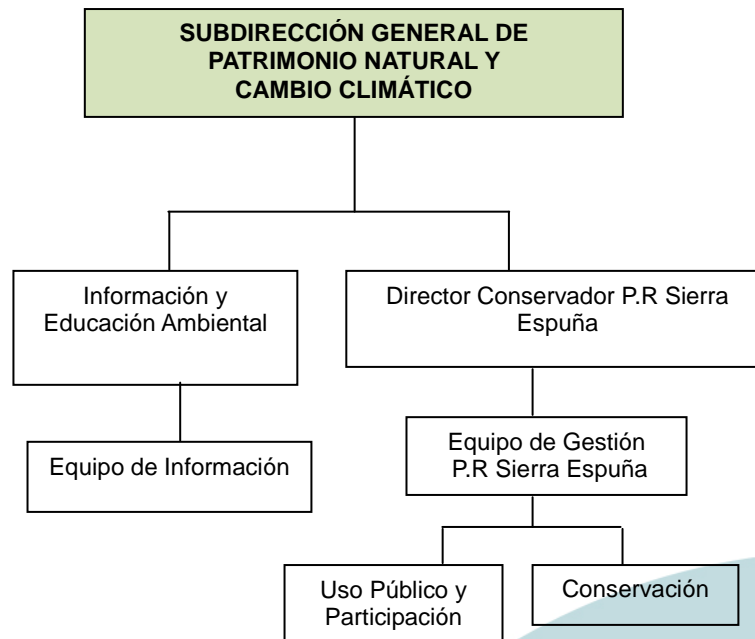 SUBDIRECCIÓN GENERAL DE
PATRIMONIO NATURAL Y
CAMBIO CLIMÁTICO
Información y
Educación Ambiental
Director Conservador P.R Sierra
Espuña
Equipo de Información
Equipo de Gestión
P.R Sierra Espuña
Uso Público y
Participación
Conservación